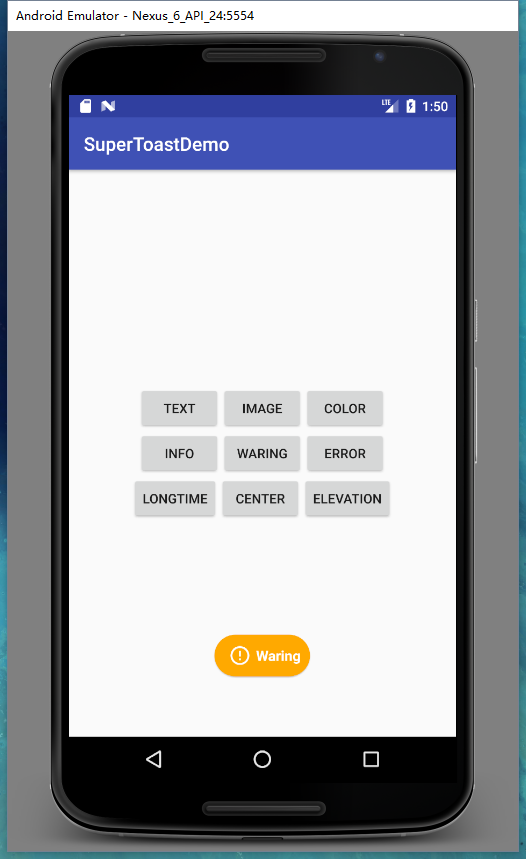 Android Emulator - Nexus_6_API_24:5554
LTE 1:50
SuperToastDemo
TEXT IMAGE COLOR
INFO WARING ERROR
LONGTIME CENTER ELEVATION
Waring